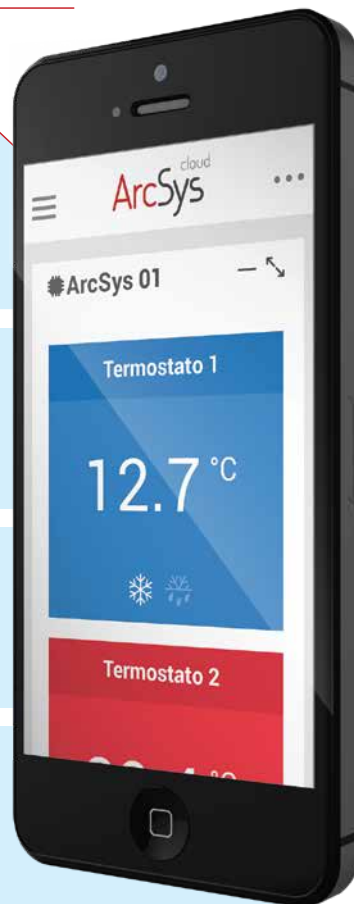 cloud
ArcSys
ArcSys 01
Termostato 1
12.7 °C
Termostato 2
°C